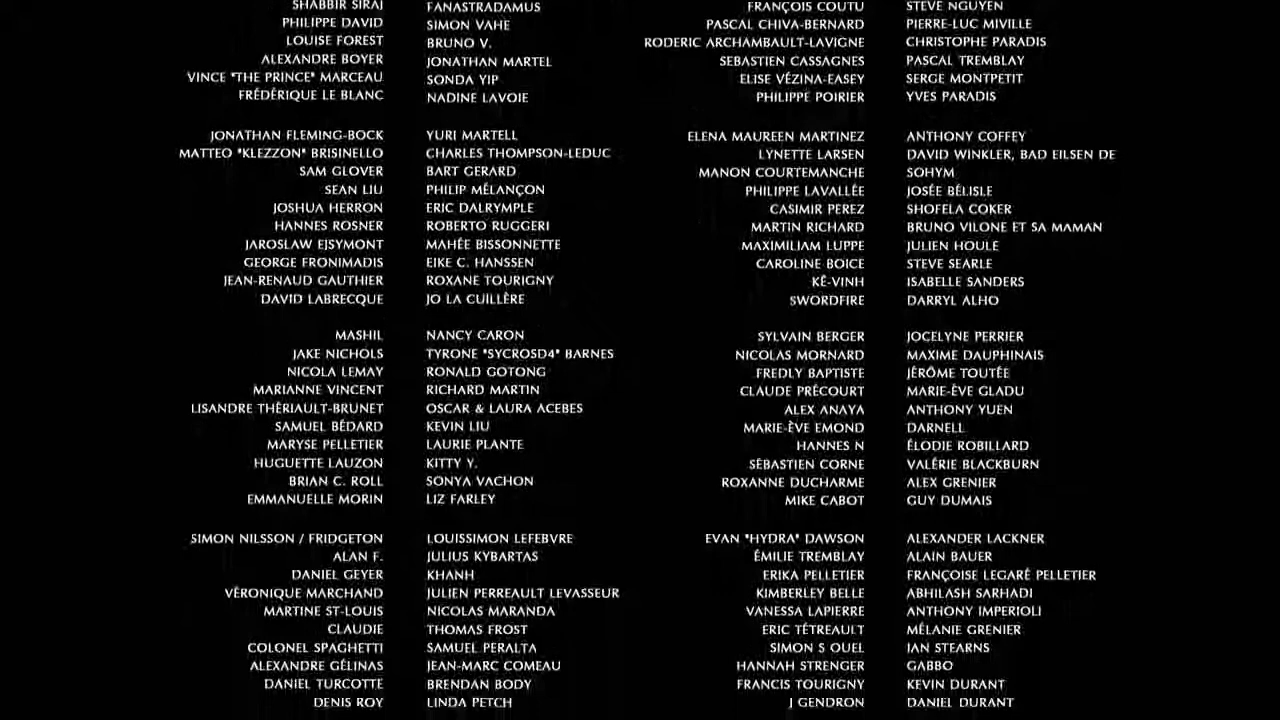 SHABBIR SIRAJ FANASTRADAMUS FRANÇOIS COUTU STEVE NGUYEN
PHILIPPE DAVID SIMON VAHE PASCAL CHIVA-BERNARD PIERRE-LUC MIVILLE
LOUISE FOREST BRUNO V. RODERIC ARCHAMBAULT-LAVIGNE CHRISTOPHE PARADIS
ALEXANDRE BOYER JONATHAN MARTEL SEBASTIEN CASSAGNES PASCAL TREMBLAY
VINCE "THE PRINCE" MARCEAU SONDA YIP ELISE VÉZINA-EASEY SERGE MONTPETIT
FRÉDÉRIQUE LE BLANC NADINE LAVOIE PHILIPPE POIRIER YVES PARADIS
JONATHAN FLEMING-BOCK YURI MARTELL ELENA MAUREEN MARTINEZ ANTHONY COFFEY
MATTEO "KLEZZON" BRISINELLO CHARLES THOMPSON-LEDUC LYNETTE LARSEN DAVID WINKLER, BAD EILSEN DE
SAM GLOVER BART GERARD MANON COURTEMANCHE SOHYM
SEAN LIU PHILIP MÉLANÇON PHILIPPE LAVALLÉE JOSÉE BÉLISLE
JOSHUA HERRON ERIC DALRYMPLE CASIMIR PEREZ SHOFELA COKER
HANNES ROSNER ROBERTO RUGGERI MARTIN RICHARD BRUNO VILONE ET SA MAMAN
JAROSLAW EJSYMONT MAHÉE BISSONNETTE MAXIMILIAM LUPPE JULIEN HOULE
GEORGE FRONIMADIS EIKE C. HANSSEN CAROLINE BOICE STEVE SEARLE
JEAN-RENAUD GAUTHIER ROXANE TOURIGNY KÊ-VINH ISABELLE SANDERS
DAVID LABRECQUE JO LA CUILLÈRE SWORDFIRE DARRYL ALHO
MASHIL NANCY CARON SYLVAIN BERGER JOCELYNE PERRIER
JAKE NICHOLS TYRONE "SYCROSD4" BARNES NICOLAS MORNARD MAXIME DAUPHINAIS
NICOLA LEMAY RONALD GOTONG FREDLY BAPTISTE JÉRÔME TOUTÉE
MARIANNE VINCENT RICHARD MARTIN CLAUDE PRÉCOURT MARIE-ÈVE GLADU
LISANDRE THÉRIAULT-BRUNET OSCAR & LAURA ACEBES ALEX ANAYA ANTHONY YUEN
SAMUEL BÉDARD KEVIN LIU MARIE-ÈVE EMOND DARNELL
MARYSE PELLETIER LAURIE PLANTE HANNES N ÉLODIE ROBILLARD
HUGUETTE LAUZON KITTY Y. SÉBASTIEN CORNE VALÉRIE BLACKBURN
BRIAN C. ROLL SONYA VACHON ROXANNE DUCHARME ALEX GRENIER
EMMANUELLE MORIN LIZ FARLEY MIKE CABOT GUY DUMAIS
SIMON NILSSON / FRIDGETON LOUISSIMON LEFEBVRE EVAN "HYDRA" DAWSON ALEXANDER LACKNER
ALAN F. JULIUS KYBARTAS ÉMILIE TREMBLAY ALAIN BAUER
DANIEL GEYER KHANH ERIKA PELLETIER FRANÇOISE LEGARÉ PELLETIER
VÉRONIQUE MARCHAND JULIEN PERREAULT LEVASSEUR KIMBERLEY BELLE ABHILASH SARHADI
MARTINE ST-LOUIS NICOLAS MARANDA VANESSA LAPIERRE ANTHONY IMPERIOLI
CLAUDIE THOMAS FROST ERIC TÉTREAULT MÉLANIE GRENIER
COLONEL SPAGHETTI SAMUEL PERALTA SIMON S OUEL IAN STEARNS
ALEXANDRE GÉLINAS JEAN-MARC COMEAU HANNAH STRENGER GABBO
DANIEL TURCOTTE BRENDAN BODY FRANCIS TOURIGNY KEVIN DURANT
DENIS ROY LINDA PETCH J GENDRON DANIEL DURANT